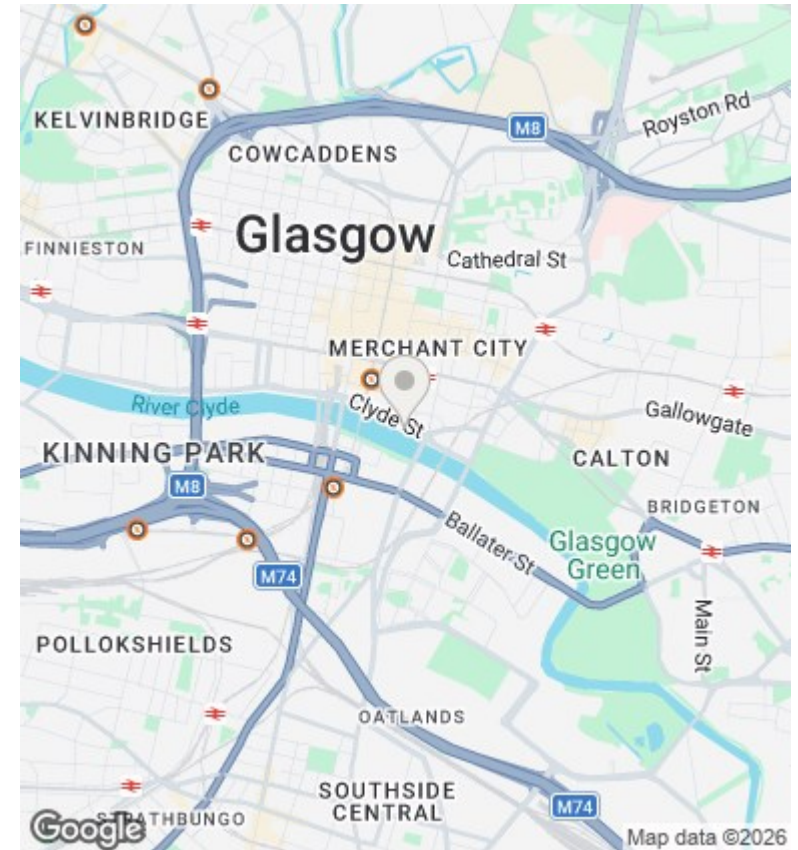 KELVINBRIDGE
M8
Royston Rd
COWCADDENS
FINNIESTON
Glasgow
Cathedral St
MERCHANT CITY
River Clyde
Clyde St
Gallowgate
KINNING PARK
CALTON
M8
BRIDGETON
Ballater St
Glasgow
Green
M74
Main St
POLLOKSHIELDS
OATLANDS
SOUTHSIDE
CENTRAL
M74
STRATHBUNGO
Google
Map data ©2026